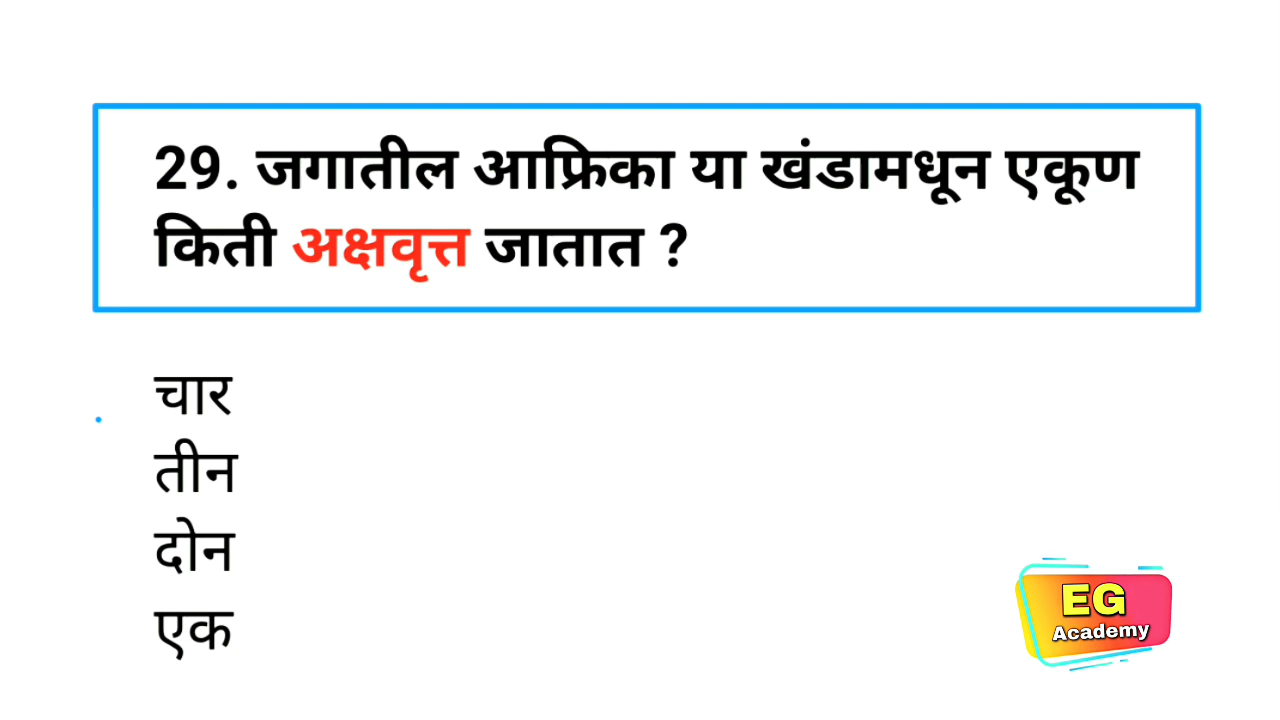 29. जगातील आफ्रिका या खंडामधून एकूण
किती अक्षवृत्त जातात ?
चार
तीन
दोन
एक
EG
Academy